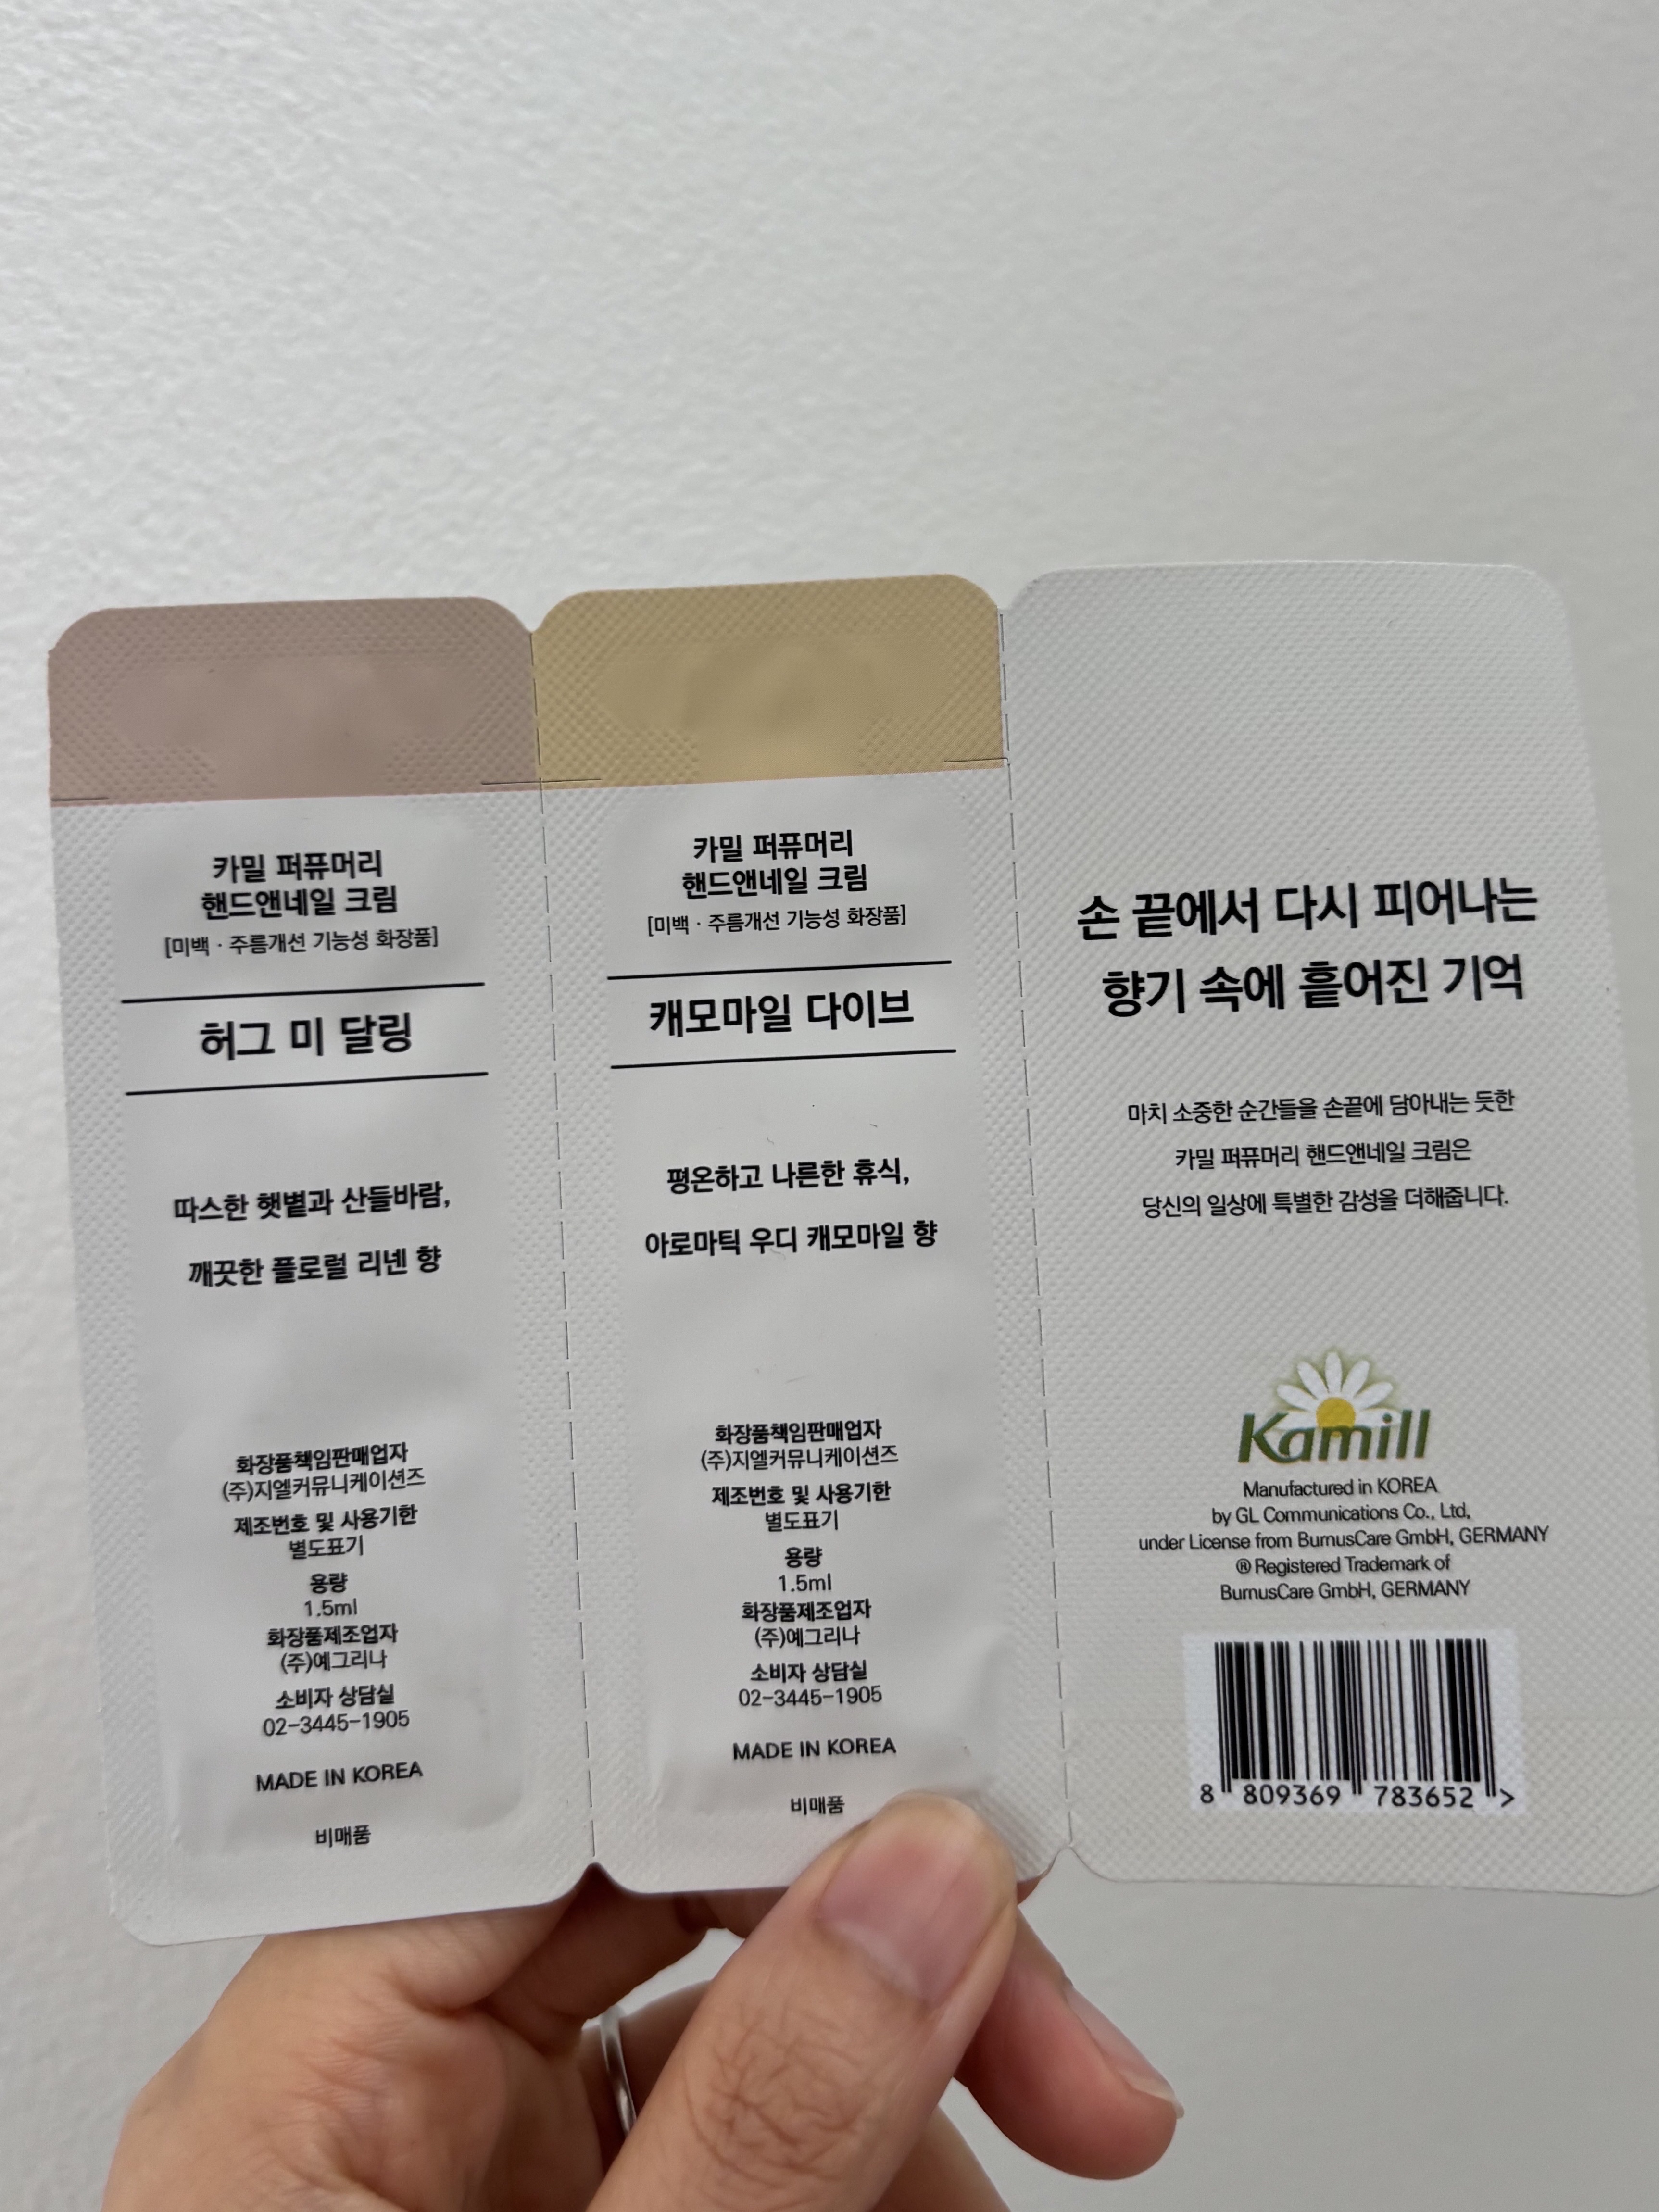 카밀 퍼퓨머리
핸드앤네일 크림
[미백 · 주름개선 기능성 화장품]
허그 미 달링
따스한 햇볕과 산들바람,
깨끗한 플로럴 리넨 향
화장품책임판매업자
(주)지엘커뮤니케이션즈
제조번호 및 사용기한
별도표기
용량
1.5ml
화장품제조업자
(주)예그리나
소비자 상담실
02-3445-1905
MADE IN KOREA
비매품
카밀 퍼퓨머리
핸드앤네일 크림
[미백 · 주름개선 기능성 화장품]
캐모마일 다이브
평온하고 나른한 휴식,
아로마틱 우디 캐모마일 향
화장품책임판매업자
(주)지엘커뮤니케이션즈
제조번호 및 사용기한
별도표기
용량
1.5ml
화장품제조업자
(주)예그리나
소비자 상담실
02-3445-1905
MADE IN KOREA
비매품
손 끝에서 다시 피어나는
향기 속에 흩어진 기억
마치 소중한 순간들을 손끝에 담아내는 듯한
카밀 퍼퓨머리 핸드앤네일 크림은
당신의 일상에 특별한 감성을 더해줍니다.
Kamill
Manufactured in KOREA
by GL Communications Co., Ltd,
under License from BurnusCare GmbH, GERMANY
® Registered Trademark of
BurnusCare GmbH, GERMANY
8 809369 783652 >